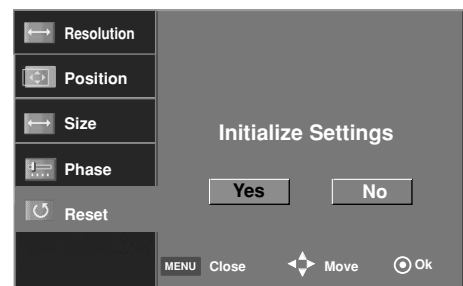 Resolution
Position
Size
Phase
Reset
Initialize Settings
Yes No
MENU Close Move Ok